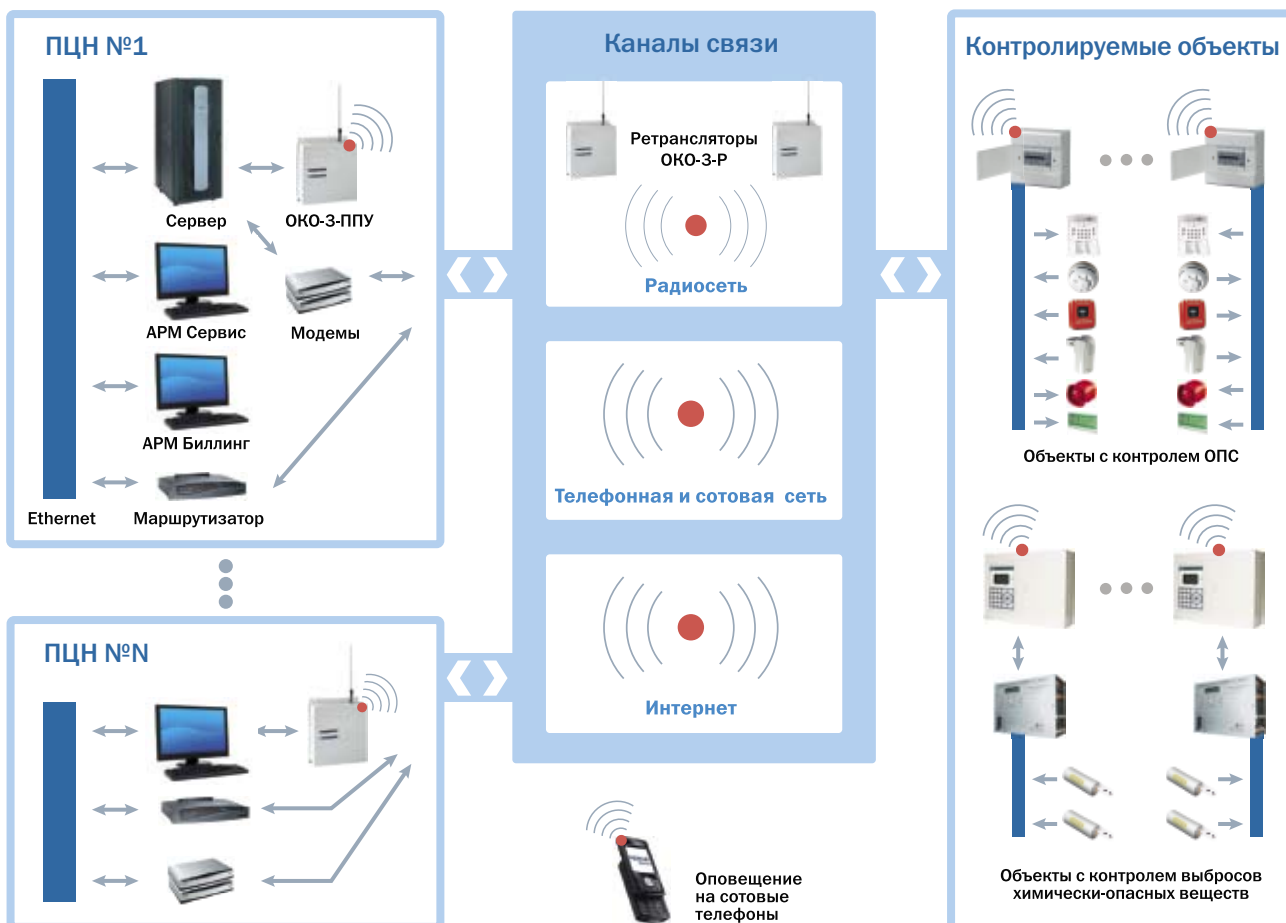 ПЦН №1
Сервер
ОКО-3-ППУ
АРМ Сервис
Модемы
АРМ Биллинг
Ethernet
Маршрутизатор
ПЦН №N
Каналы связи
Ретрансляторы
ОКО-3-Р
Радиосеть
Телефонная и сотовая сеть
Интернет
Оповещение
на сотовые
телефоны
Контролируемые объекты
Объекты с контролем ОПС
Объекты с контролем выбросов
химически-опасных веществ